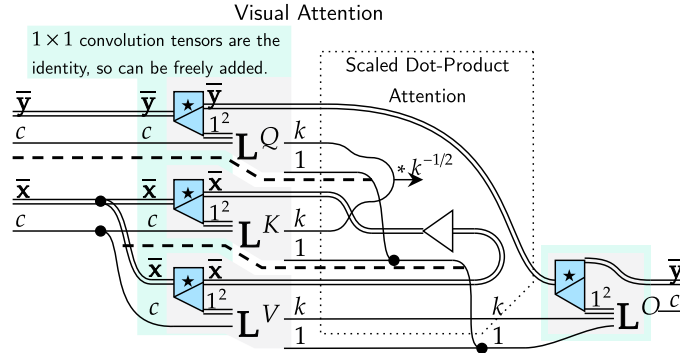 Visual Attention
1 × 1 convolution tensors are the
identity, so can be freely added.
Scaled Dot-Product
Attention
y̅ y̅ ★ y̅
1²
c c L Q k
1
* k^{-1/2}
x̅ x̅ ★ x̅
1²
c c L K k
1
x̅ ★ x̅
1²
c L V k k
1 1
★ y̅
1²
L O c